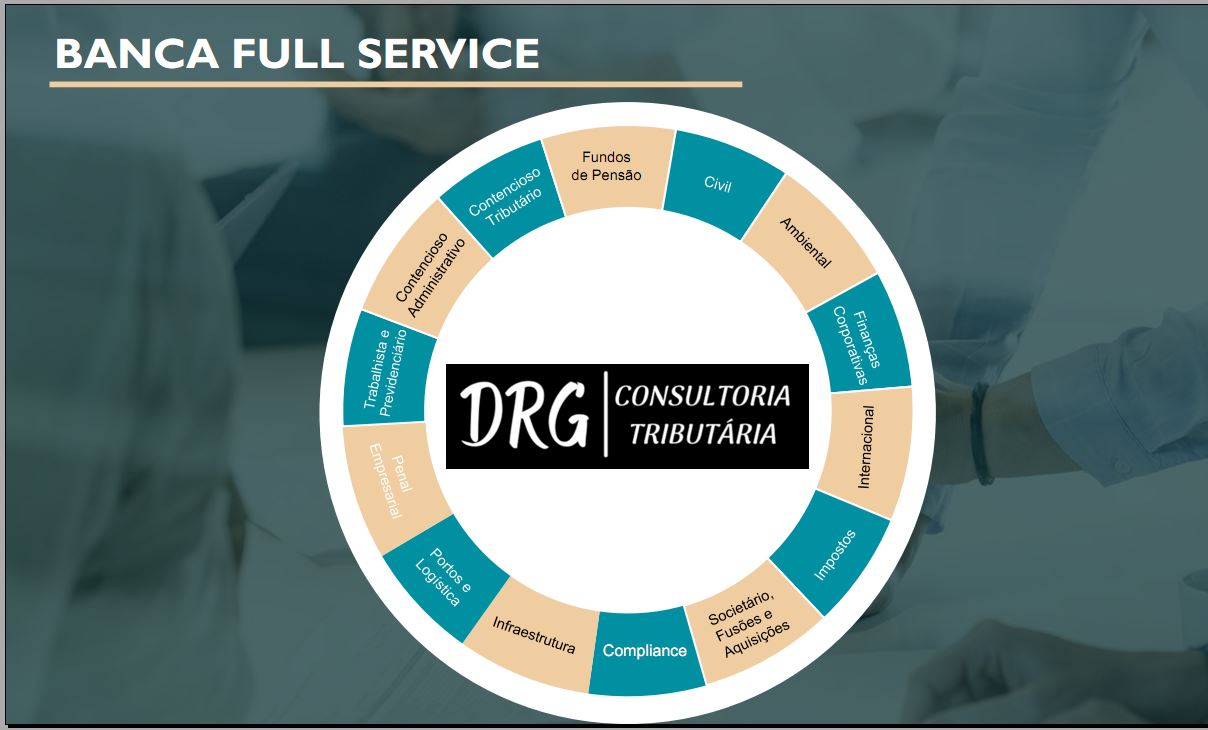 BANCA FULL SERVICE
Fundos
de Pensão
Civil
Ambiental
Finanças
Corporativas
Internacional
Impostos
Societário,
Fusões e
Aquisições
Compliance
Infraestrutura
Portos e
Logística
Penal
Empresarial
Trabalhista e
Previdenciário
Contencioso
Administrativo
Contencioso
Tributário
DRG
CONSULTORIA
TRIBUTÁRIA